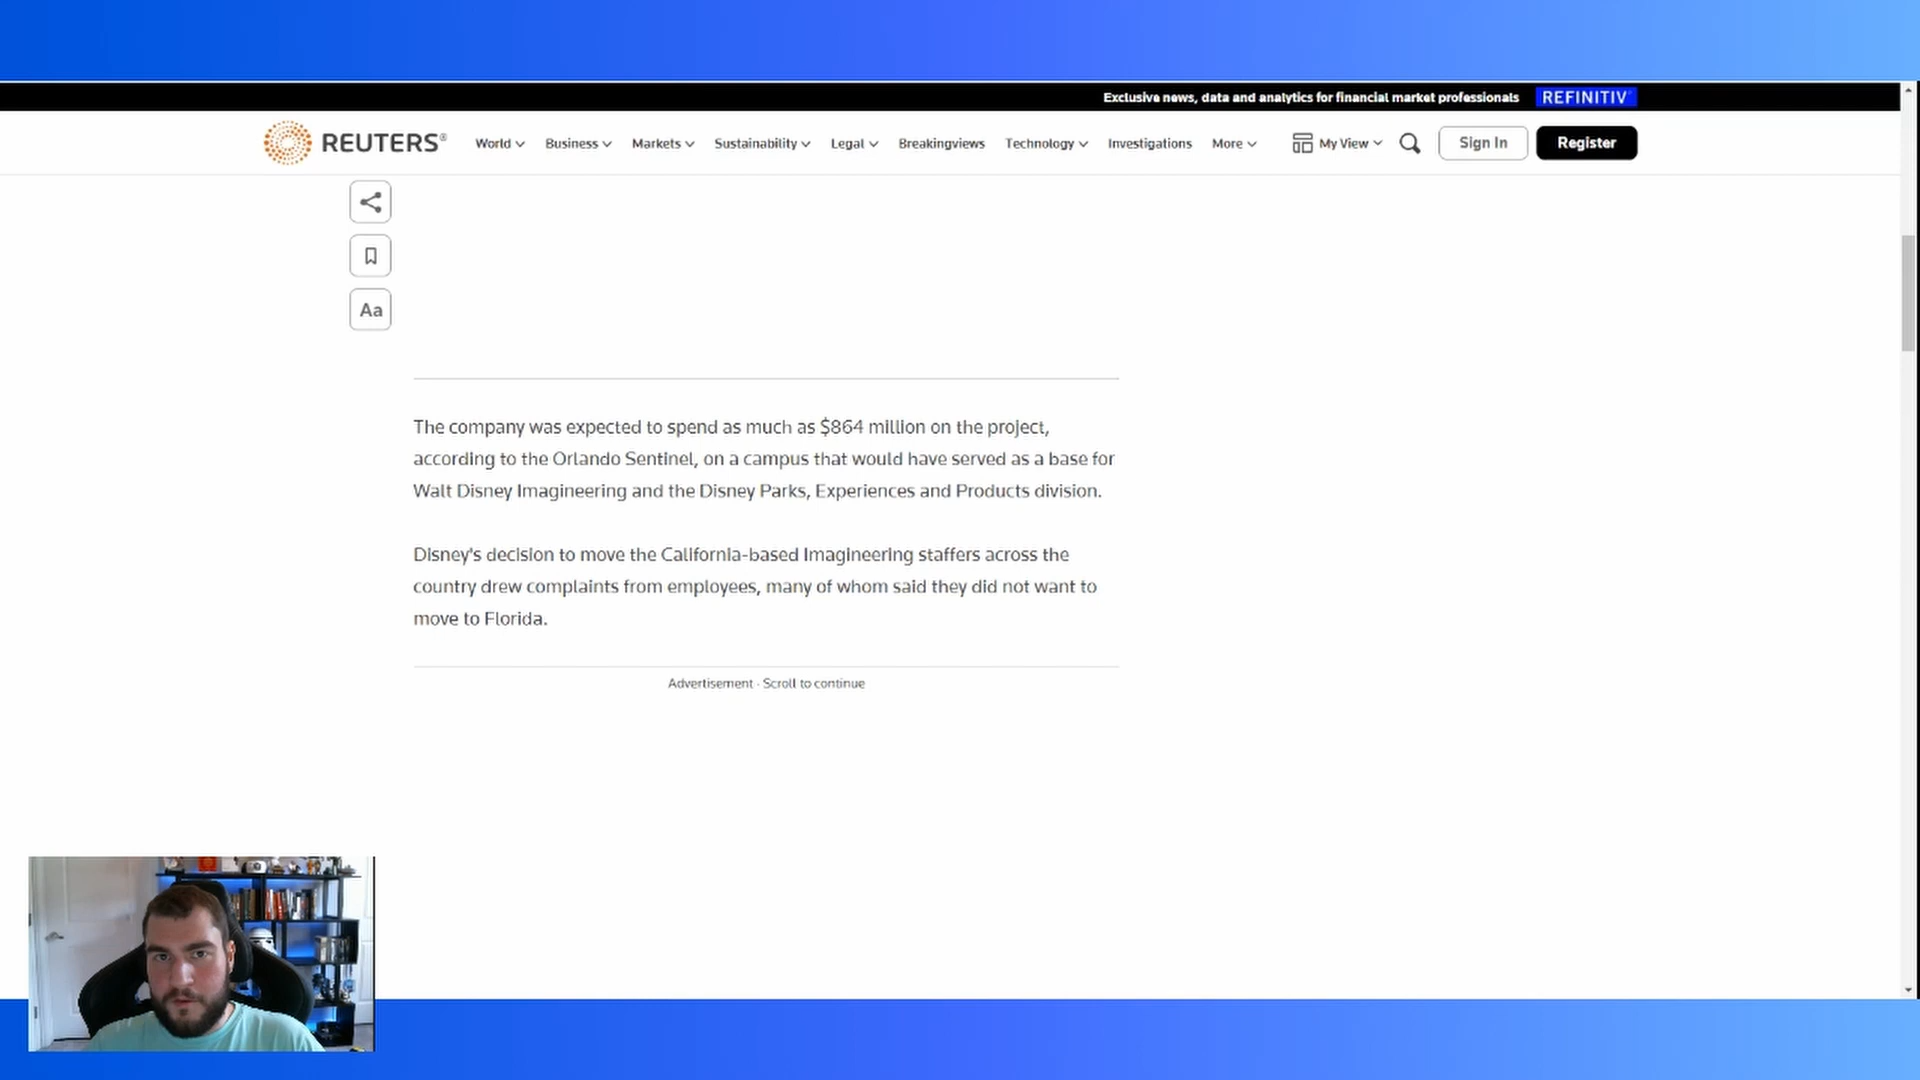 Exclusive news, data and analytics for financial market professionals REFINITIV
REUTERS® World Business Markets Sustainability Legal Breakingviews Technology Investigations More My View Sign In Register
Aa
The company was expected to spend as much as $864 million on the project,
according to the Orlando Sentinel, on a campus that would have served as a base for
Walt Disney Imagineering and the Disney Parks, Experiences and Products division.
Disney's decision to move the California-based Imagineering staffers across the
country drew complaints from employees, many of whom said they did not want to
move to Florida.
Advertisement · Scroll to continue